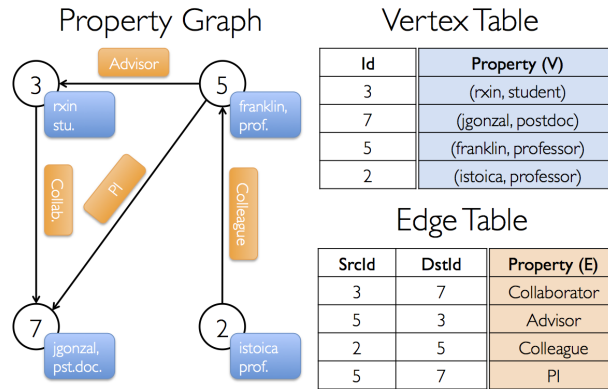 Property Graph
Advisor
3
5
rxin
stu.
franklin,
prof.
Collab.
PI
Colleague
7
2
jgonzal,
pst.doc.
istoica
prof.
Vertex Table
Id Property (V)
3 (rxin, student)
7 (jgonzal, postdoc)
5 (franklin, professor)
2 (istoica, professor)
Edge Table
SrcId DstId Property (E)
3 7 Collaborator
5 3 Advisor
2 5 Colleague
5 7 PI